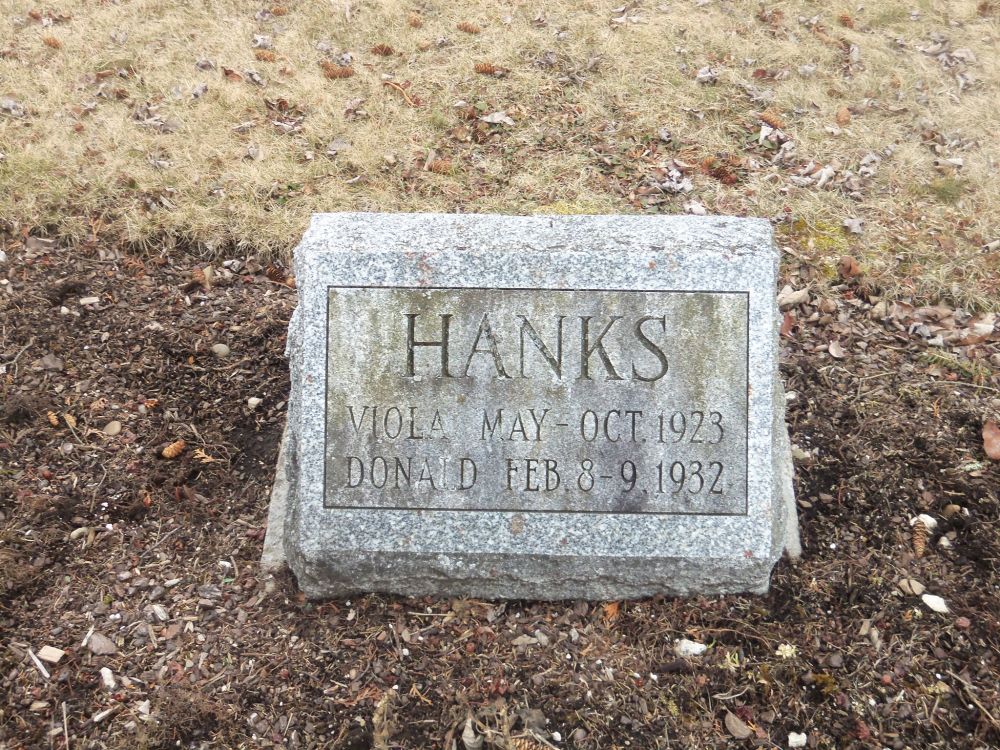 HANKS
VIOLA MAY - OCT. 1923
DONALD FEB. 8-9. 1932